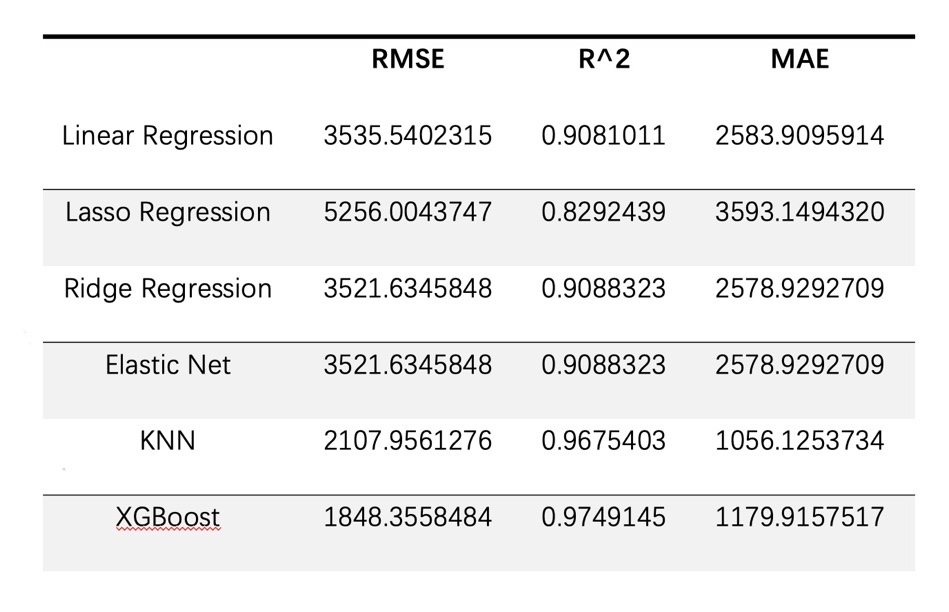 RMSE R^2 MAE
Linear Regression 3535.5402315 0.9081011 2583.9095914
Lasso Regression 5256.0043747 0.8292439 3593.1494320
Ridge Regression 3521.6345848 0.9088323 2578.9292709
Elastic Net 3521.6345848 0.9088323 2578.9292709
KNN 2107.9561276 0.9675403 1056.1253734
XGBoost 1848.3558484 0.9749145 1179.9157517